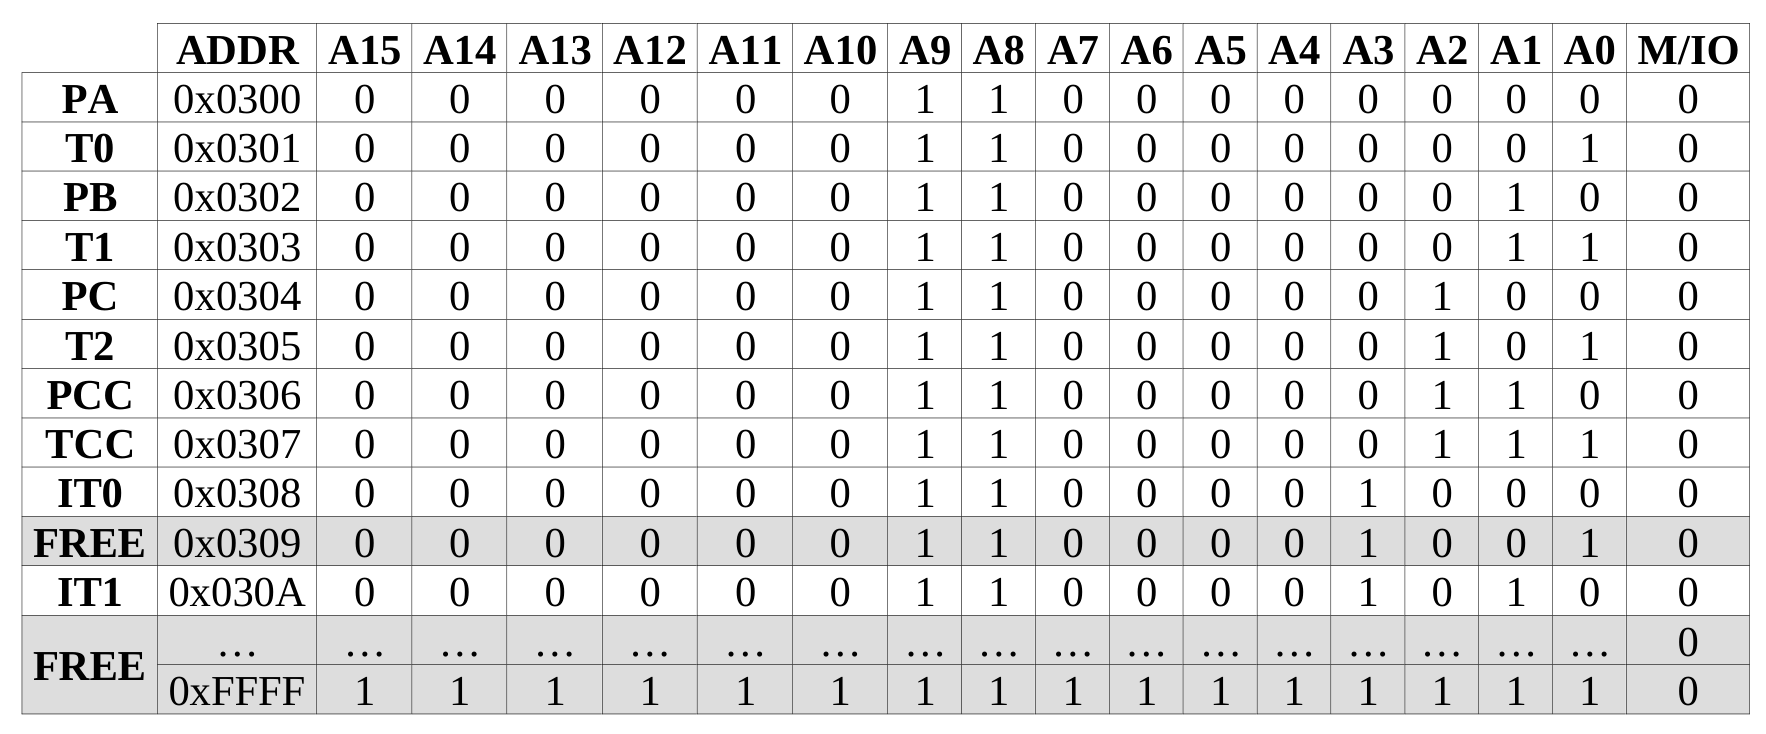 ADDR A15 A14 A13 A12 A11 A10 A9 A8 A7 A6 A5 A4 A3 A2 A1 A0 M/IO
PA 0x0300 0 0 0 0 0 0 1 1 0 0 0 0 0 0 0 0 0
T0 0x0301 0 0 0 0 0 0 1 1 0 0 0 0 0 0 0 1 0
PB 0x0302 0 0 0 0 0 0 1 1 0 0 0 0 0 0 1 0 0
T1 0x0303 0 0 0 0 0 0 1 1 0 0 0 0 0 0 1 1 0
PC 0x0304 0 0 0 0 0 0 1 1 0 0 0 0 0 1 0 0 0
T2 0x0305 0 0 0 0 0 0 1 1 0 0 0 0 0 1 0 1 0
PCC 0x0306 0 0 0 0 0 0 1 1 0 0 0 0 0 1 1 0 0
TCC 0x0307 0 0 0 0 0 0 1 1 0 0 0 0 0 1 1 1 0
IT0 0x0308 0 0 0 0 0 0 1 1 0 0 0 0 1 0 0 0 0
FREE 0x0309 0 0 0 0 0 0 1 1 0 0 0 0 1 0 0 1 0
IT1 0x030A 0 0 0 0 0 0 1 1 0 0 0 0 1 0 1 0 0
FREE … … … … … … … … … … … … … … … … … 0
0xFFFF 1 1 1 1 1 1 1 1 1 1 1 1 1 1 1 1 0